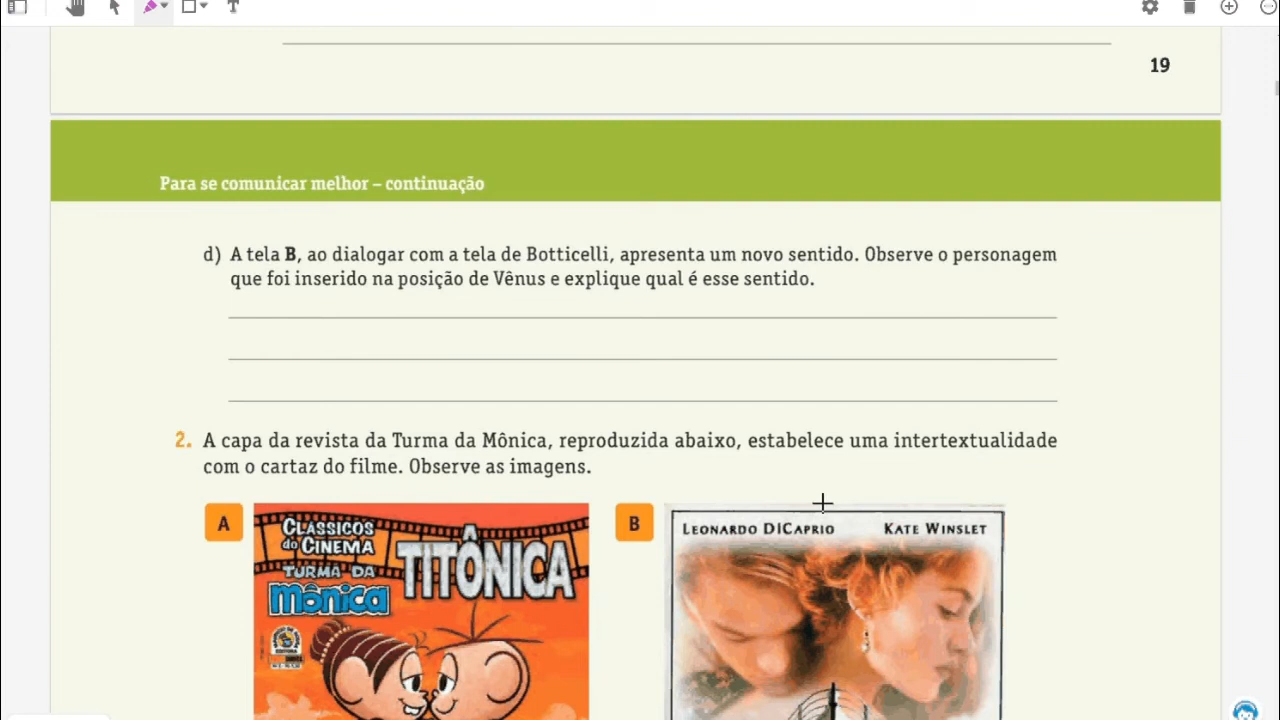 19
Para se comunicar melhor – continuação
d) A tela B, ao dialogar com a tela de Botticelli, apresenta um novo sentido. Observe o personagem
que foi inserido na posição de Vênus e explique qual é esse sentido.
2. A capa da revista da Turma da Mônica, reproduzida abaixo, estabelece uma intertextualidade
com o cartaz do filme. Observe as imagens.
A
CLÁSSICOS
do CINEMA
TURMA DA
Mônica
TITÔNICA
B
LEONARDO DICAPRIO KATE WINSLET